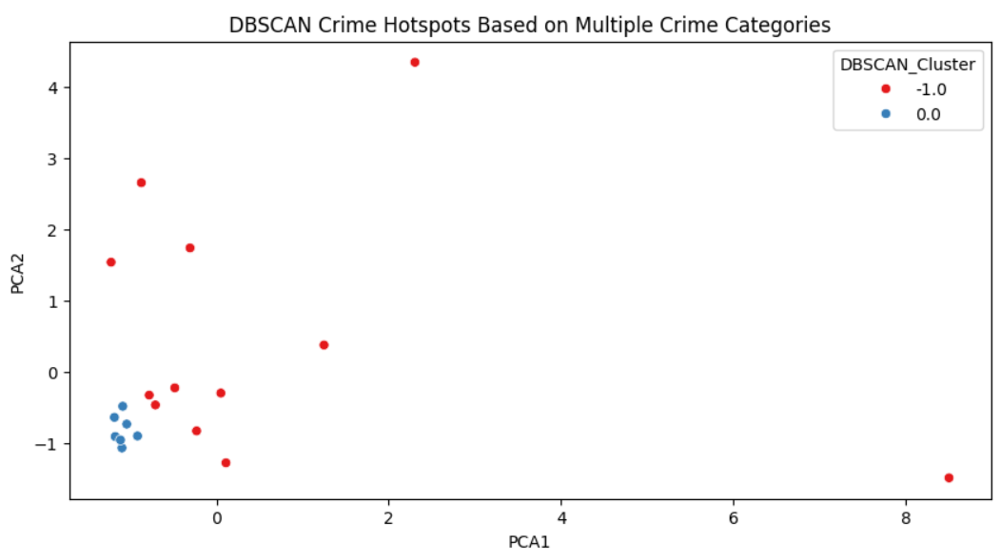 DBSCAN Crime Hotspots Based on Multiple Crime Categories
DBSCAN_Cluster
-1.0
0.0
PCA2
4
3
2
1
0
−1
0 2 4 6 8
PCA1